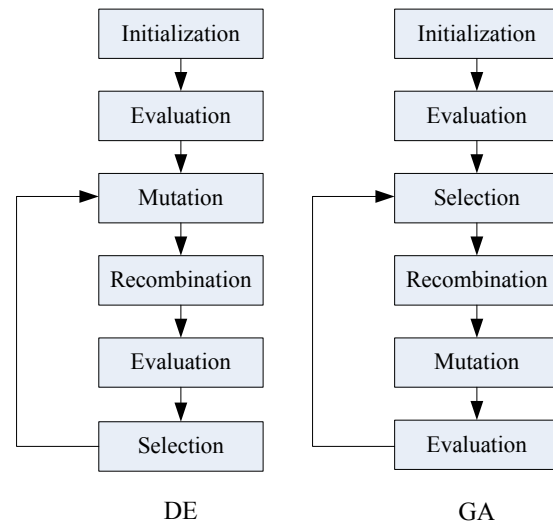 Initialization
Evaluation
Mutation
Recombination
Evaluation
Selection
DE
Initialization
Evaluation
Selection
Recombination
Mutation
Evaluation
GA